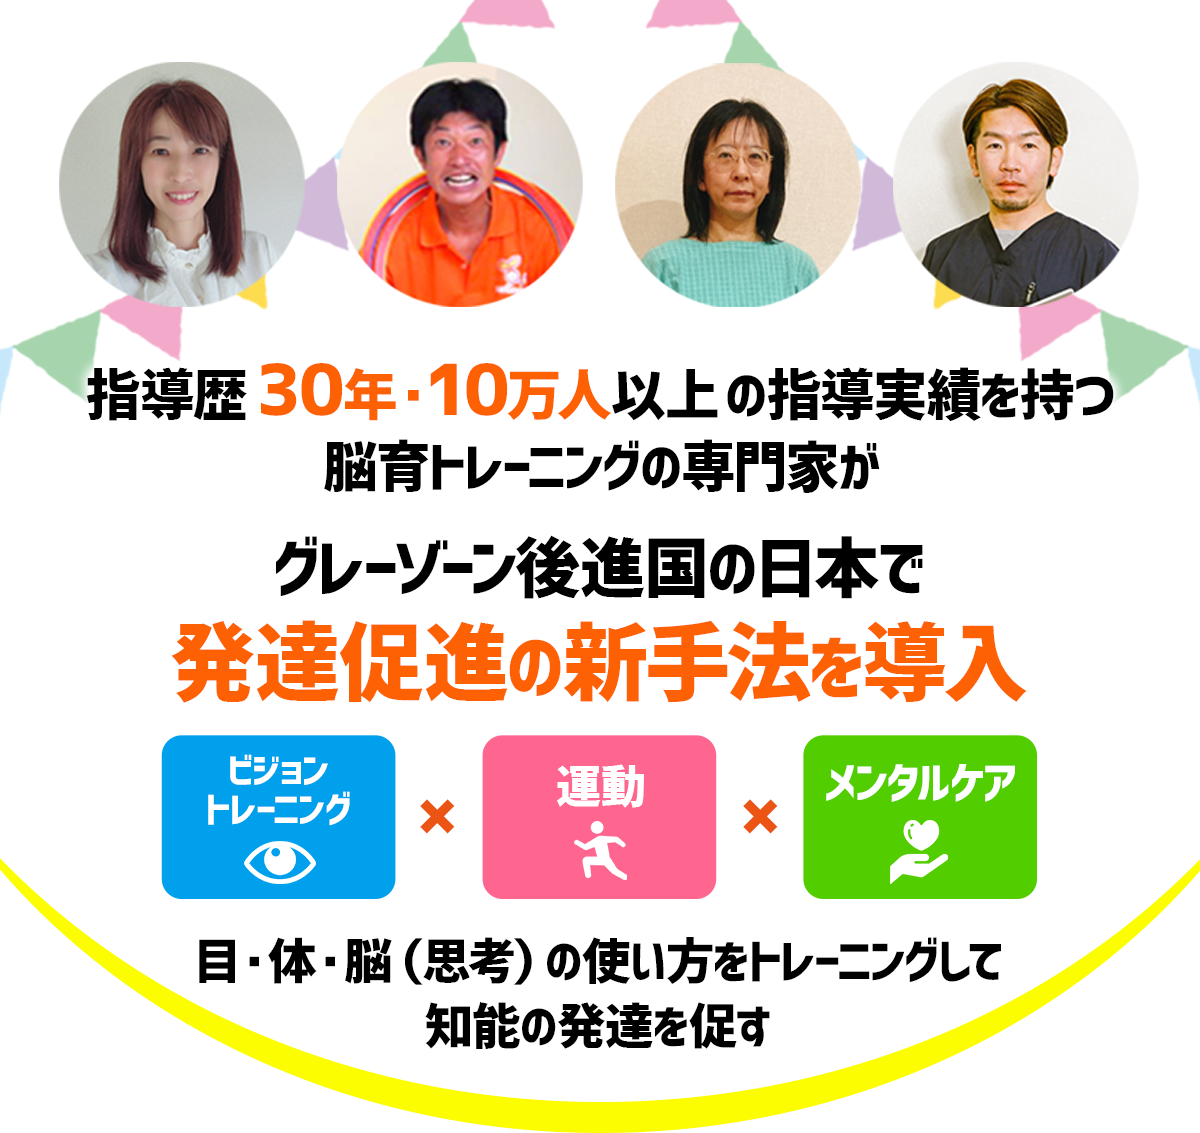 指導歴 30年・10万人以上の指導実績を持つ
脳育トレーニングの専門家が
グレーゾーン後進国の日本で
発達促進の新手法を導入
ビジョン
トレーニング
×
運動
×
メンタルケア
目・体・脳(思考)の使い方をトレーニングして
知能の発達を促す